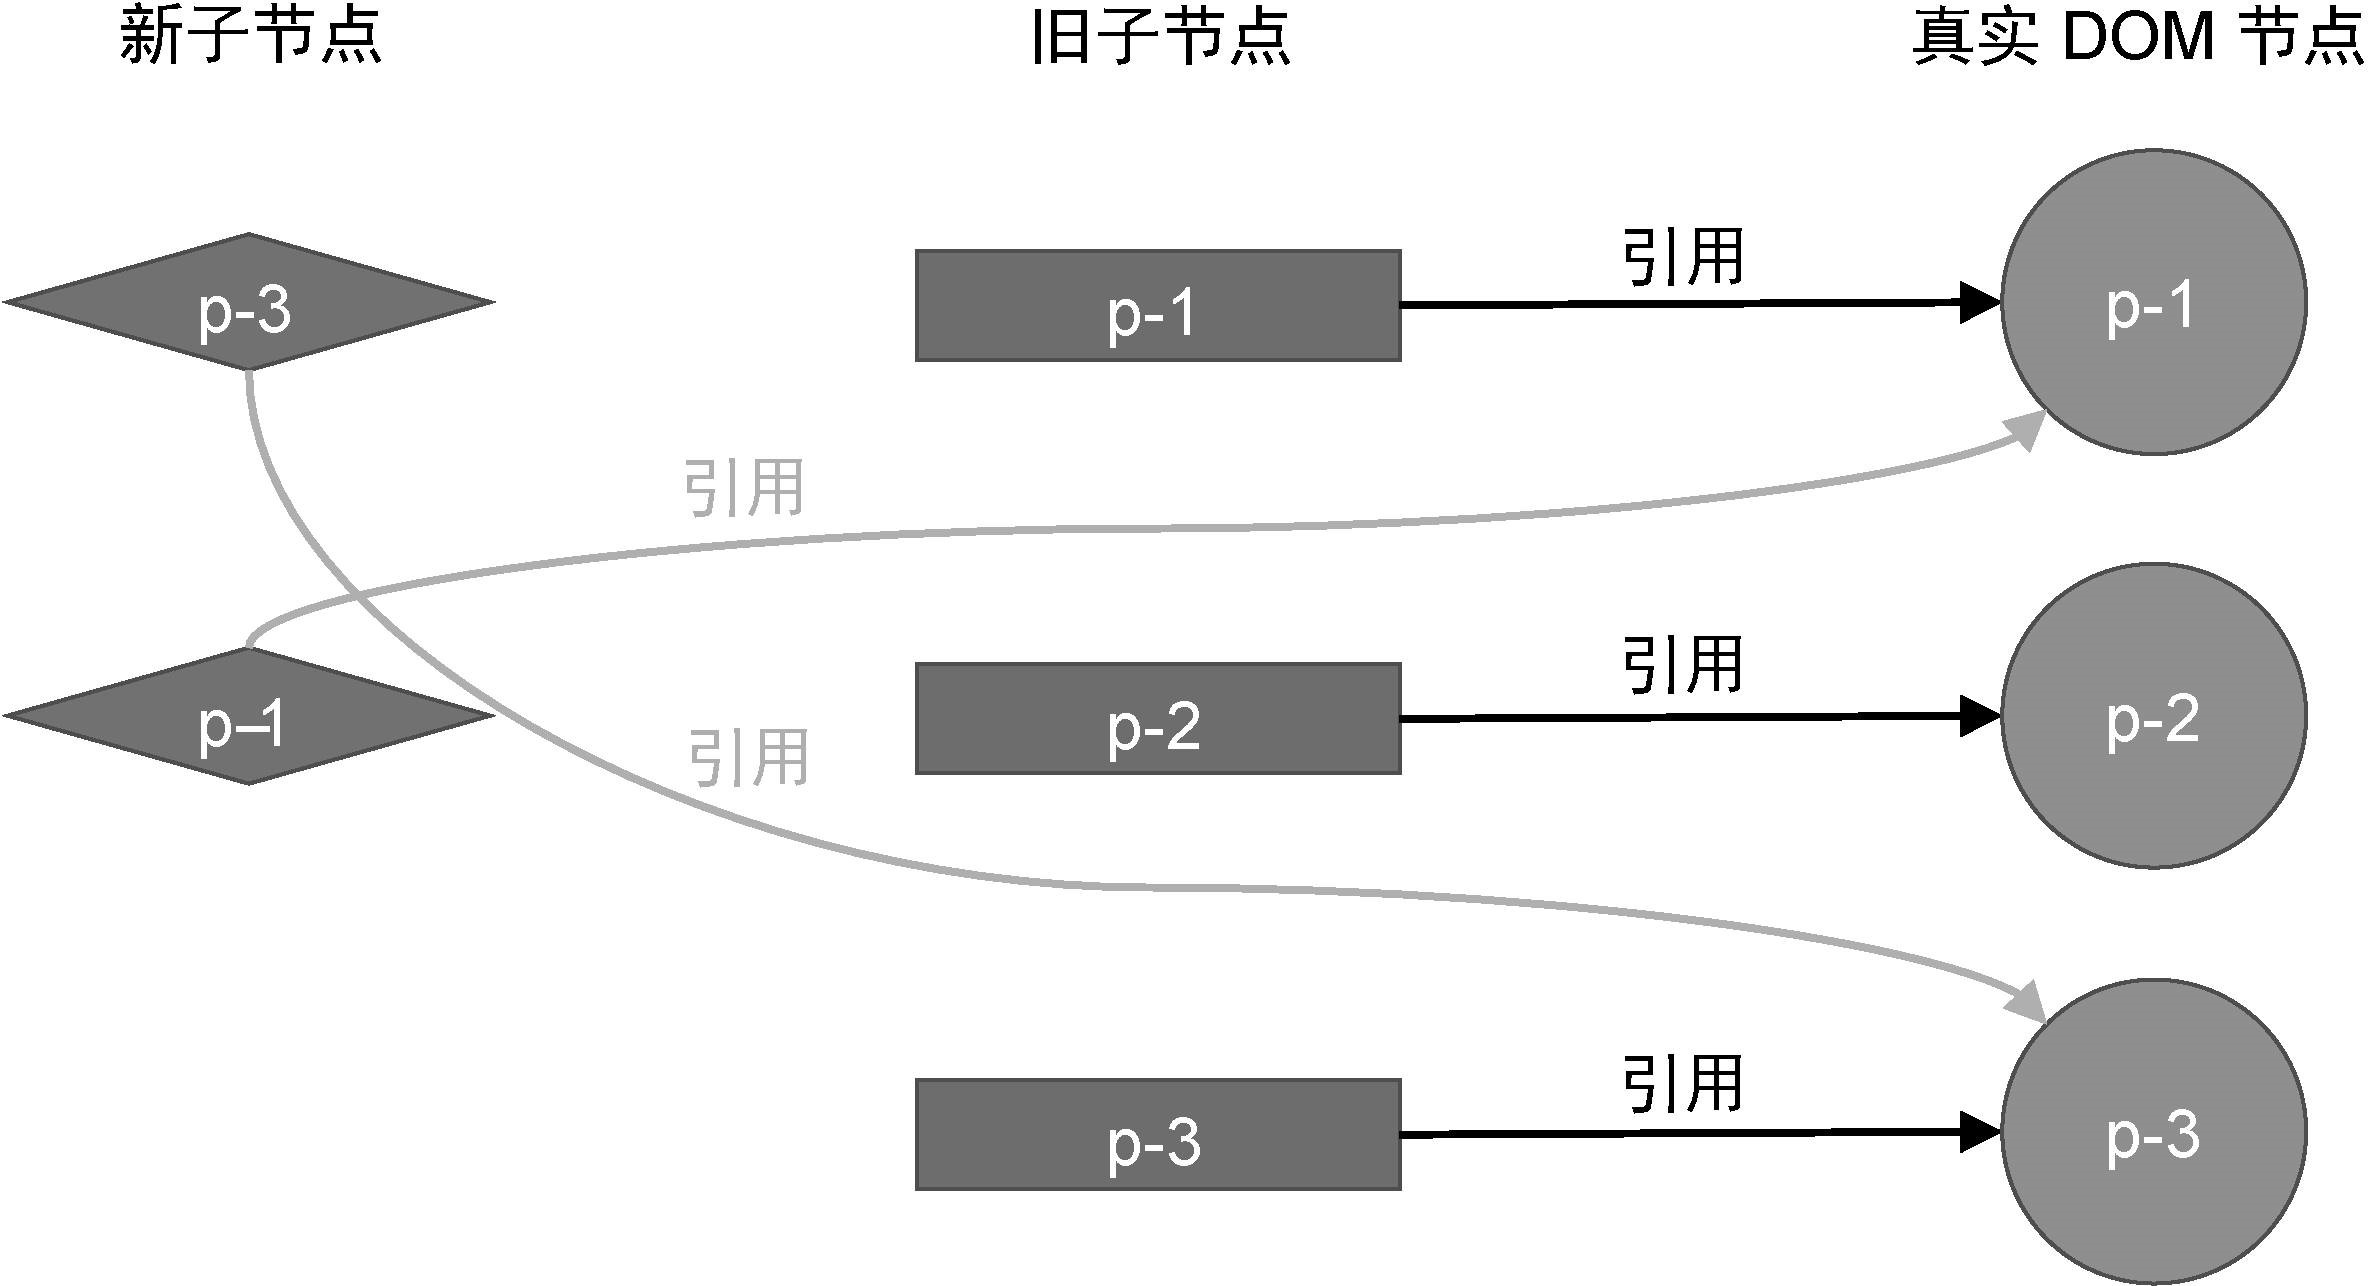 新子节点
旧子节点
真实 DOM 节点
p-3
p-1
引用
p-1
引用
p–1
p-2
引用
p-2
引用
p-3
引用
p-3